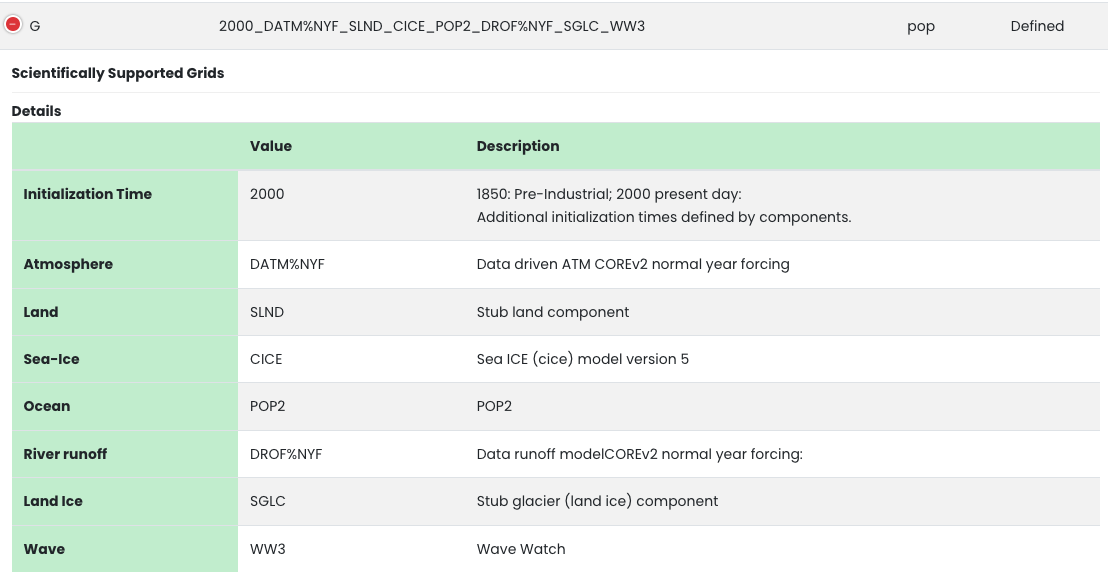 G 2000_DATM%NYF_SLND_CICE_POP2_DROF%NYF_SGLC_WW3 pop Defined
Scientifically Supported Grids
Details
Value Description
Initialization Time 2000 1850: Pre-Industrial; 2000 present day:
Additional initialization times defined by components.
Atmosphere DATM%NYF Data driven ATM COREv2 normal year forcing
Land SLND Stub land component
Sea-Ice CICE Sea ICE (cice) model version 5
Ocean POP2 POP2
River runoff DROF%NYF Data runoff modelCOREv2 normal year forcing:
Land Ice SGLC Stub glacier (land ice) component
Wave WW3 Wave Watch